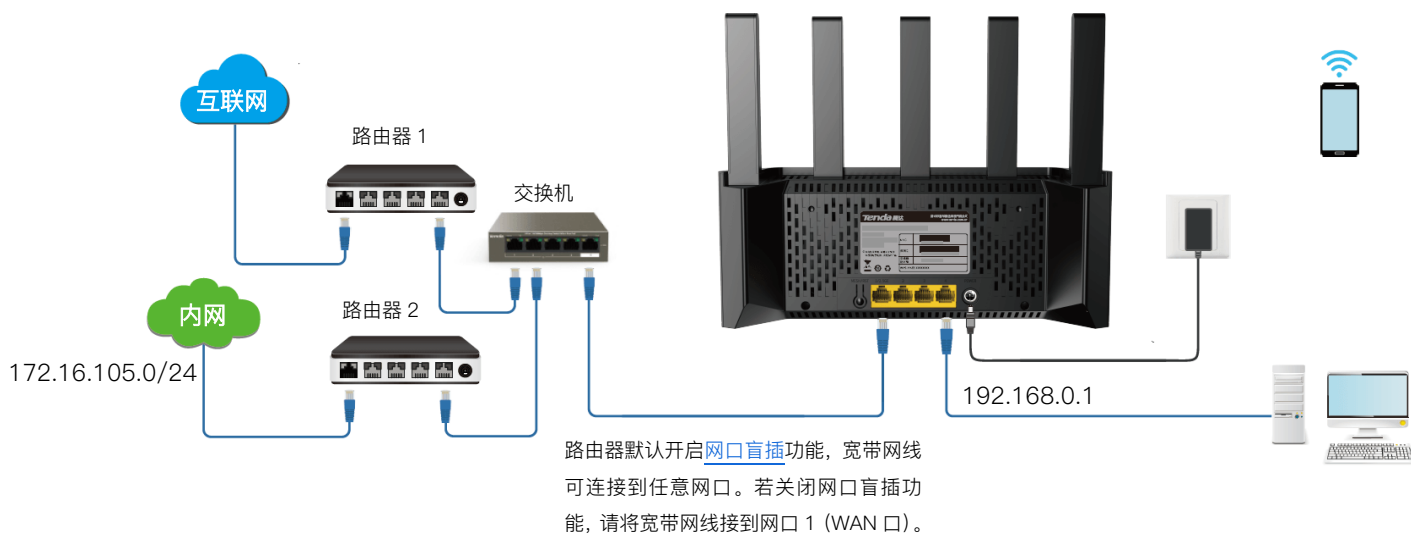 互联网
路由器 1
交换机
Tenda 腾达
内网
路由器 2
172.16.105.0/24
192.168.0.1
路由器默认开启网口盲插功能，宽带网线
可连接到任意网口。若关闭网口盲插功
能，请将宽带网线接到网口 1（WAN 口）。